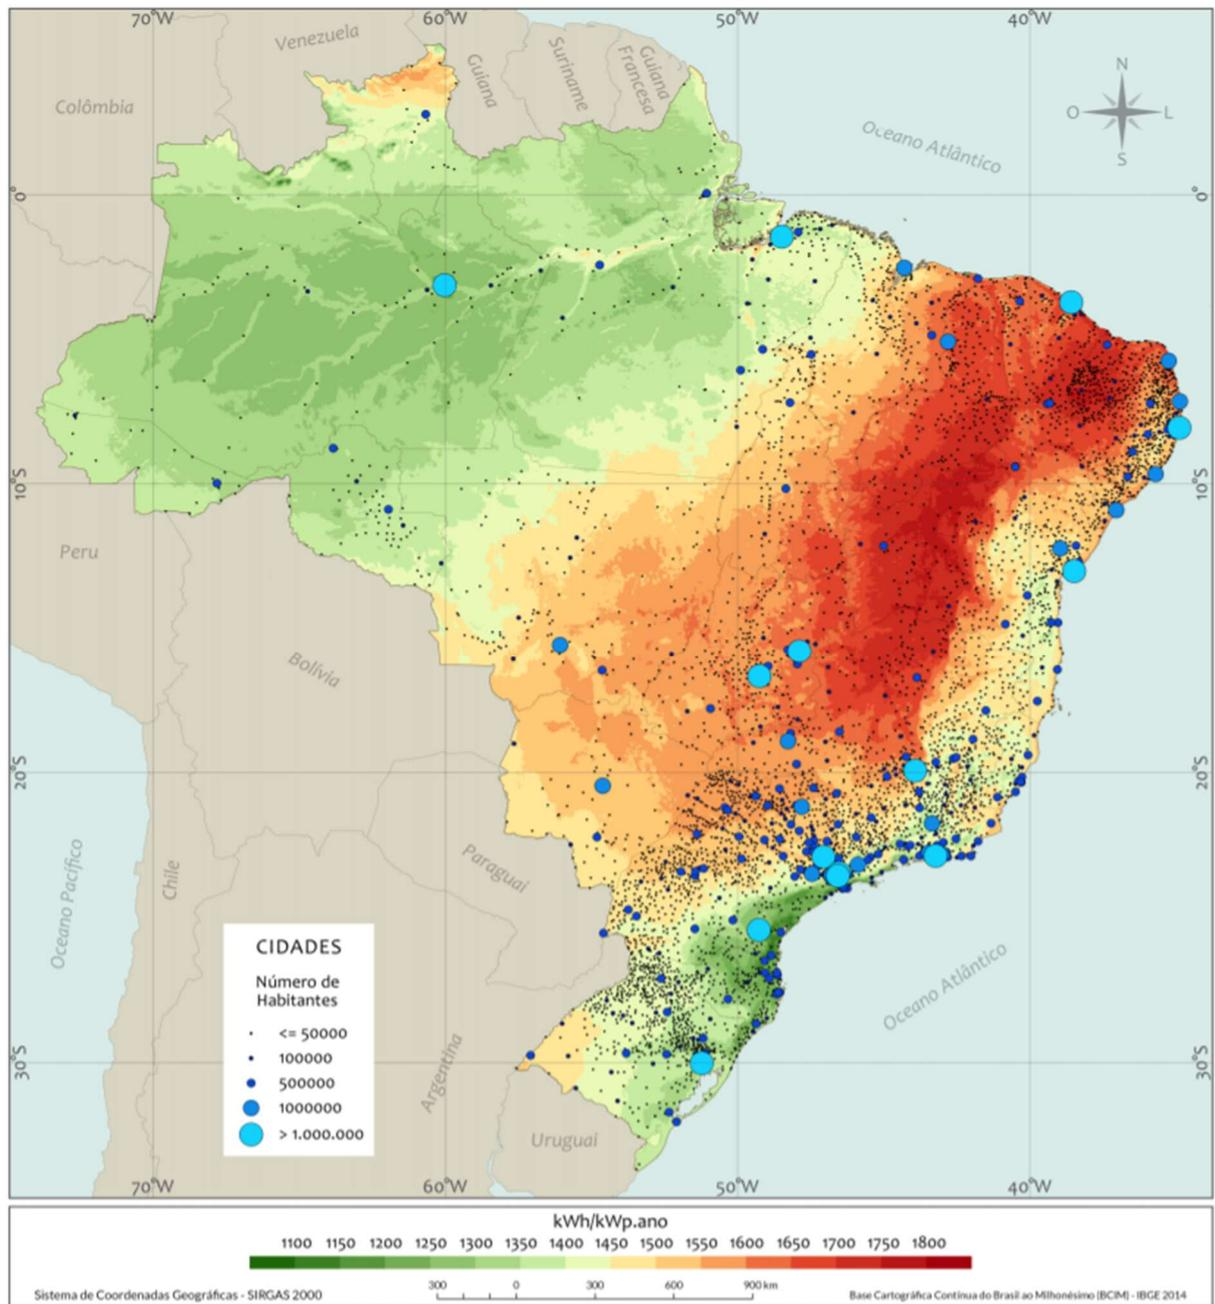 70°W 60°W 50°W 40°W
Venezuela
Guiana
Suriname
Guiana
Francesa
Colômbia
N
O L
S
Oceano Atlântico
0° 0°
10°S 10°S
Peru
Bolívia
20°S 20°S
Oceano Pacífico
Chile
Paraguai
Oceano Atlântico
Argentina
30°S 30°S
Uruguai
CIDADES
Número de
Habitantes
<= 50000
100000
500000
1000000
> 1.000.000
70°W 60°W 50°W 40°W
kWh/kWp.ano
1100 1150 1200 1250 1300 1350 1400 1450 1500 1550 1600 1650 1700 1750 1800
300 0 300 600 900 km
Sistema de Coordenadas Geográficas - SIRGAS 2000
Base Cartográfica Contínua do Brasil ao Milhonésimo (BCIM) - IBGE 2014